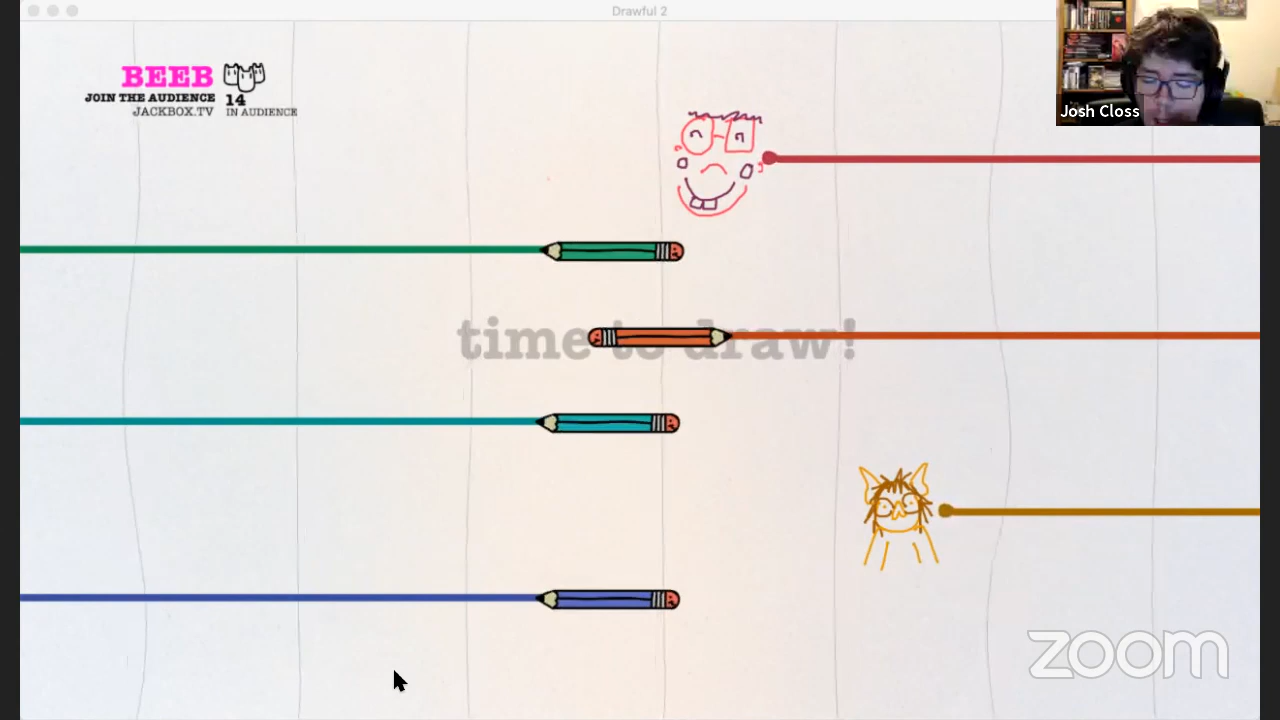 Drawful 2
BEEB
JOIN THE AUDIENCE
JACKBOX.TV
14
IN AUDIENCE
Josh Closs
time to draw!
zoom